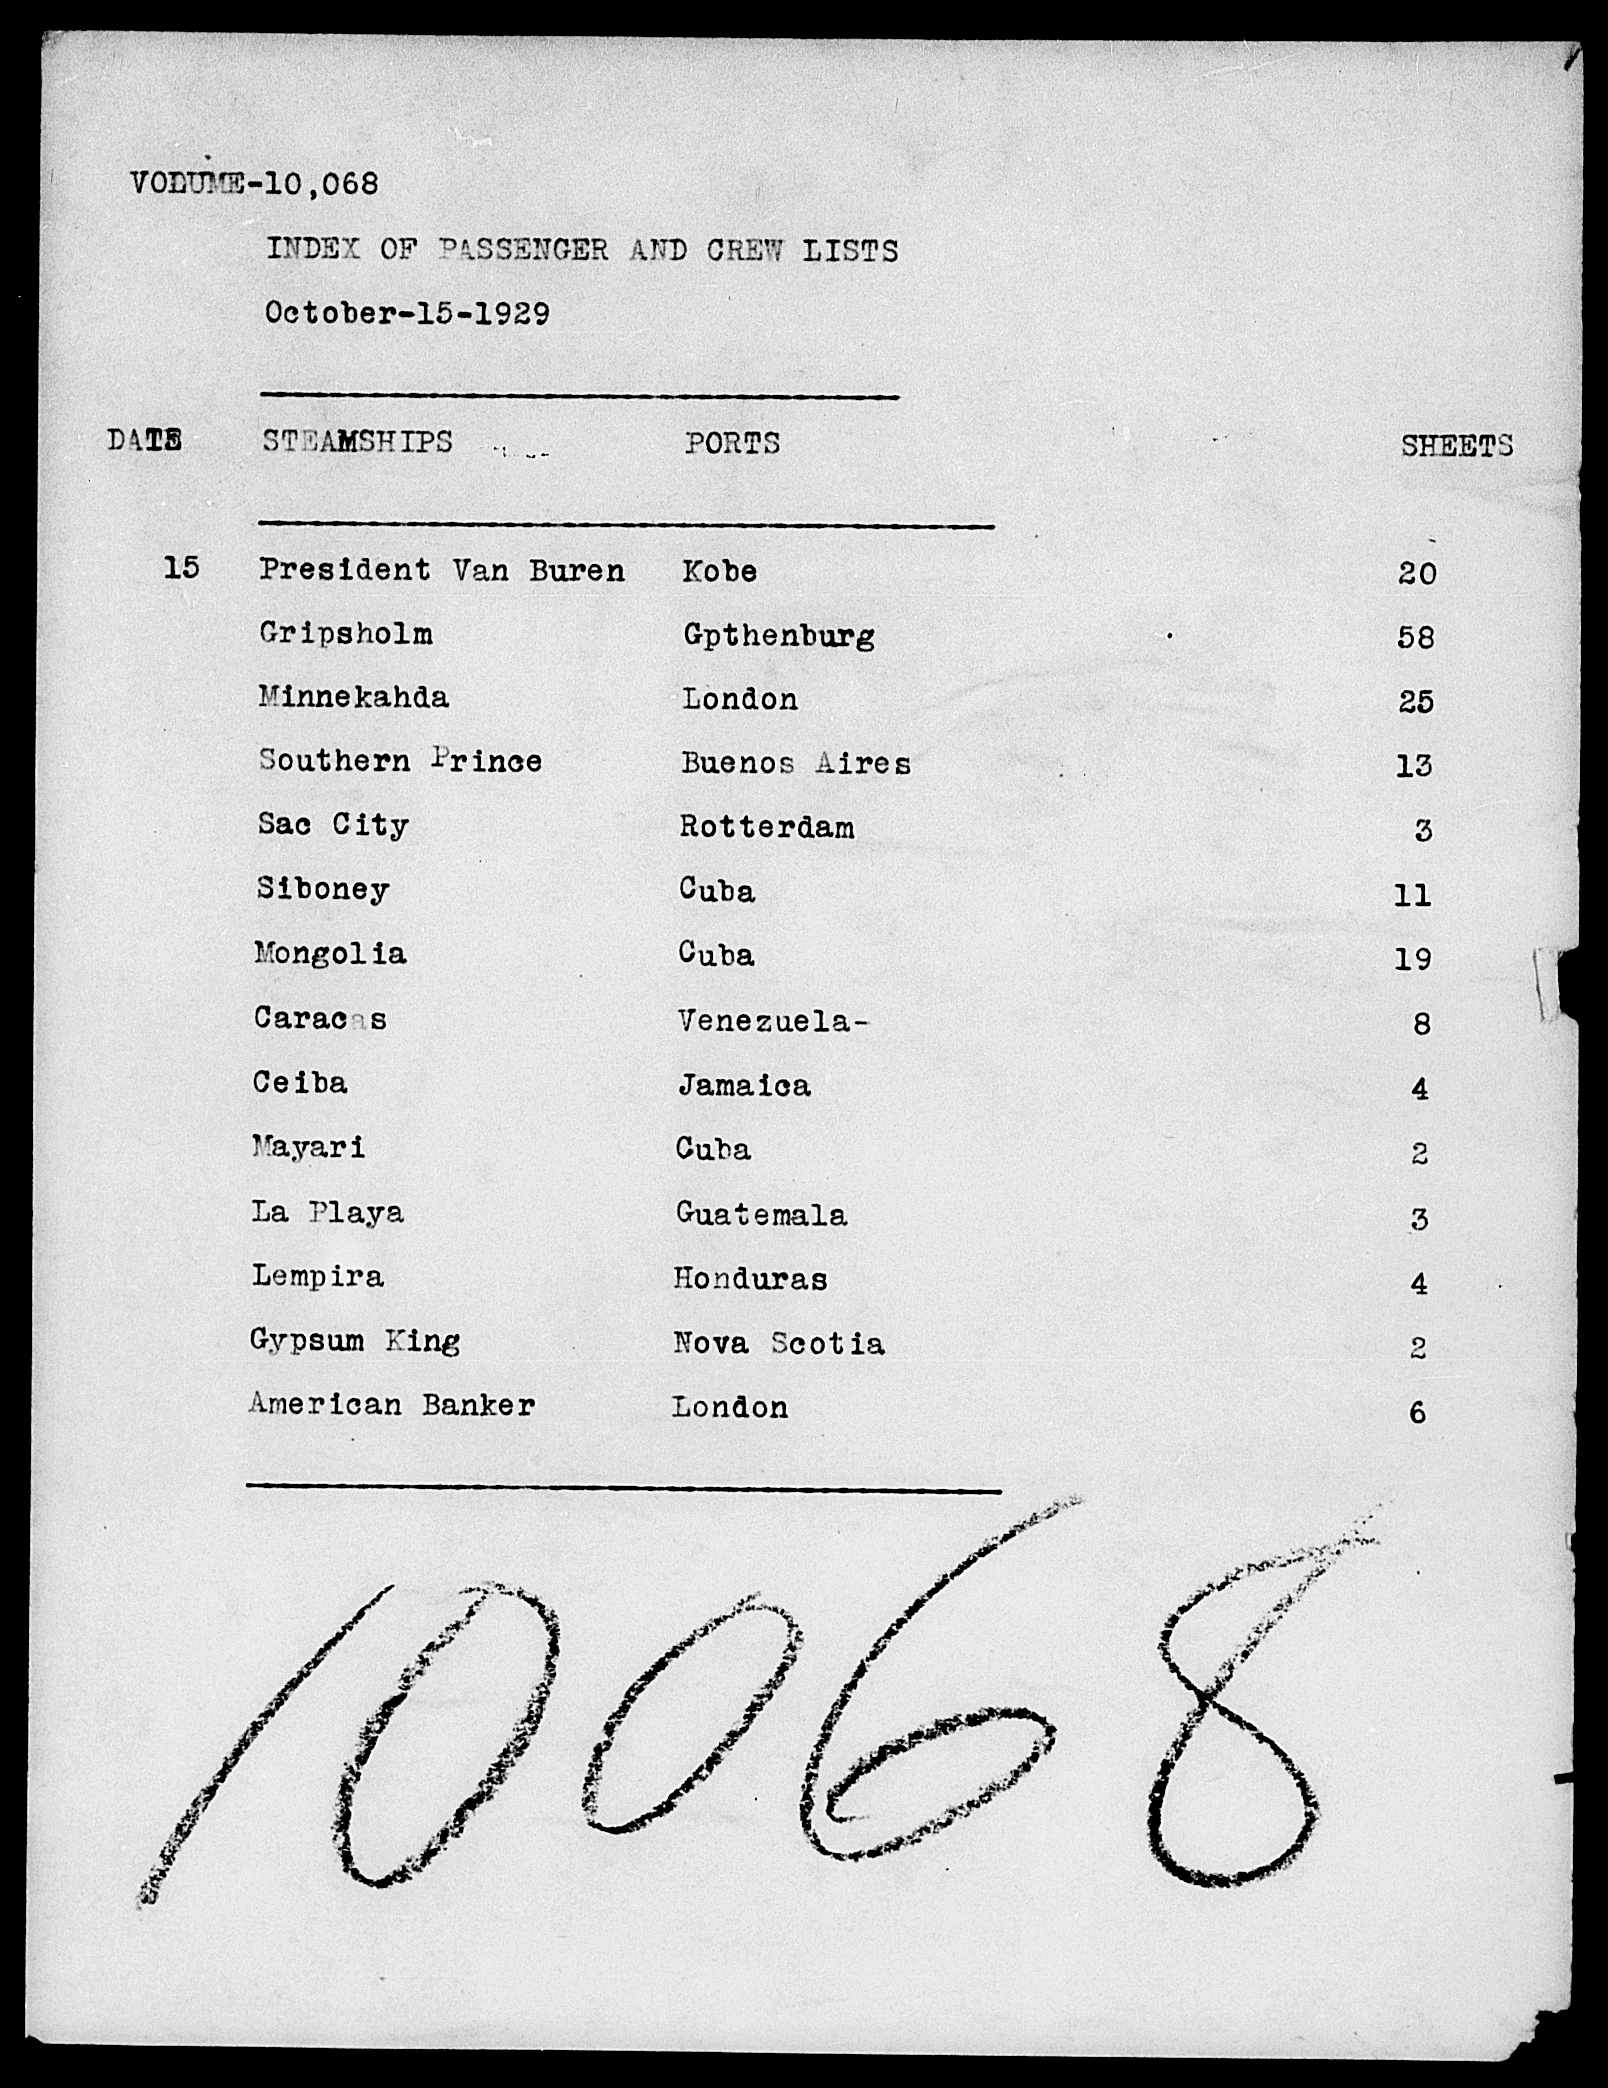 VOLUME-10,068
INDEX OF PASSENGER AND CREW LISTS
October-15-1929
DATE STEAMSHIPS PORTS SHEETS
15 President Van Buren Kobe 20
Gripsholm Gpthenburg 58
Minnekahda London 25
Southern Prince Buenos Aires 13
Sac City Rotterdam 3
Siboney Cuba 11
Mongolia Cuba 19
Caracas Venezuela- 8
Ceiba Jamaica 4
Mayari Cuba 2
La Playa Guatemala 3
Lempira Honduras 4
Gypsum King Nova Scotia 2
American Banker London 6
10068